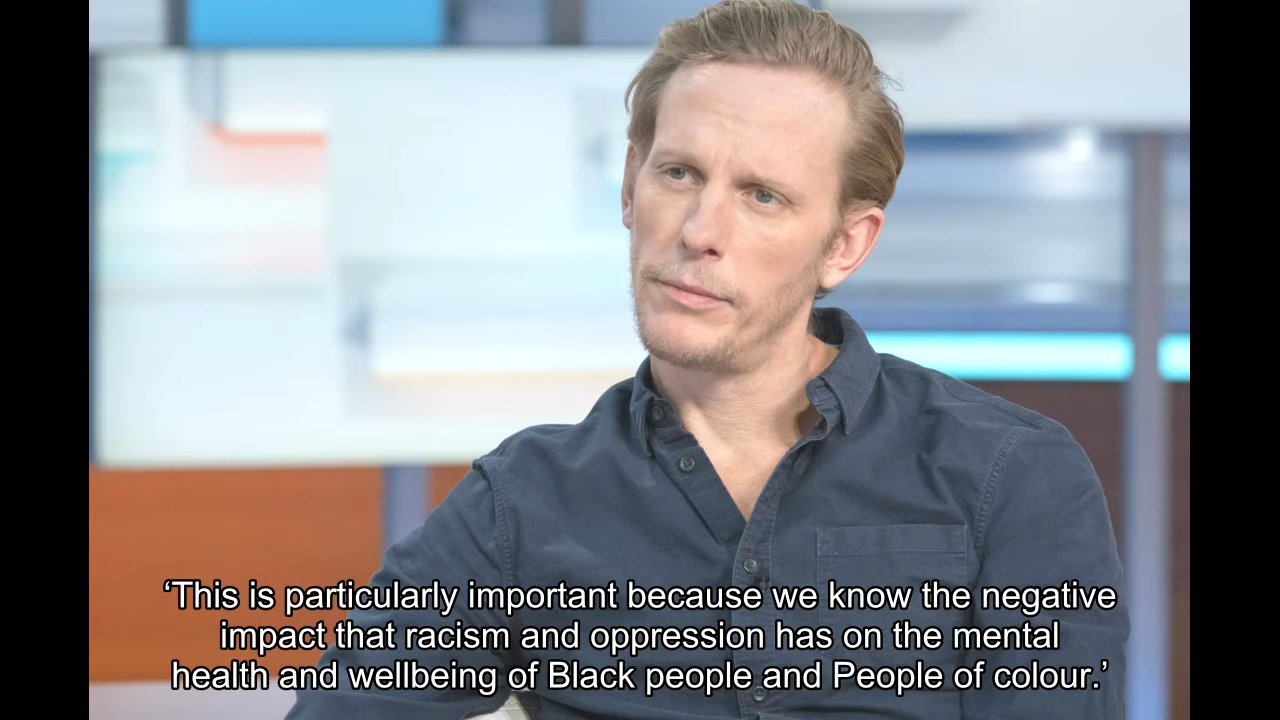 ‘This is particularly important because we know the negative
impact that racism and oppression has on the mental
health and wellbeing of Black people and People of colour.’